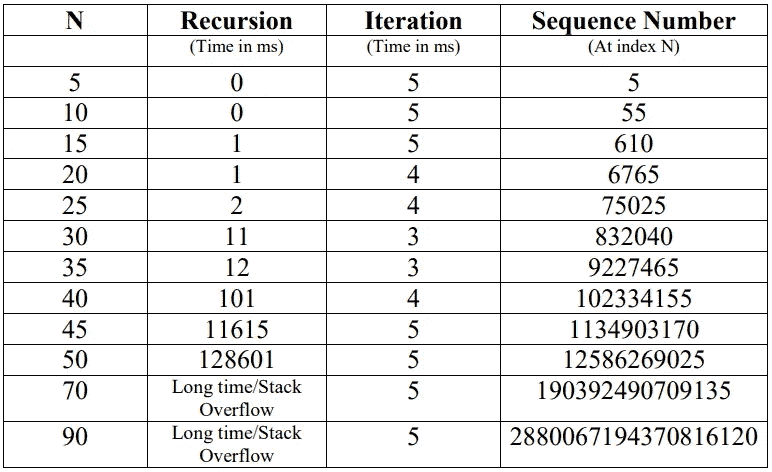 N Recursion Iteration Sequence Number
(Time in ms) (Time in ms) (At index N)
5 0 5 5
10 0 5 55
15 1 5 610
20 1 4 6765
25 2 4 75025
30 11 3 832040
35 12 3 9227465
40 101 4 102334155
45 11615 5 1134903170
50 128601 5 12586269025
70 Long time/Stack Overflow 5 190392490709135
90 Long time/Stack Overflow 5 2880067194370816120